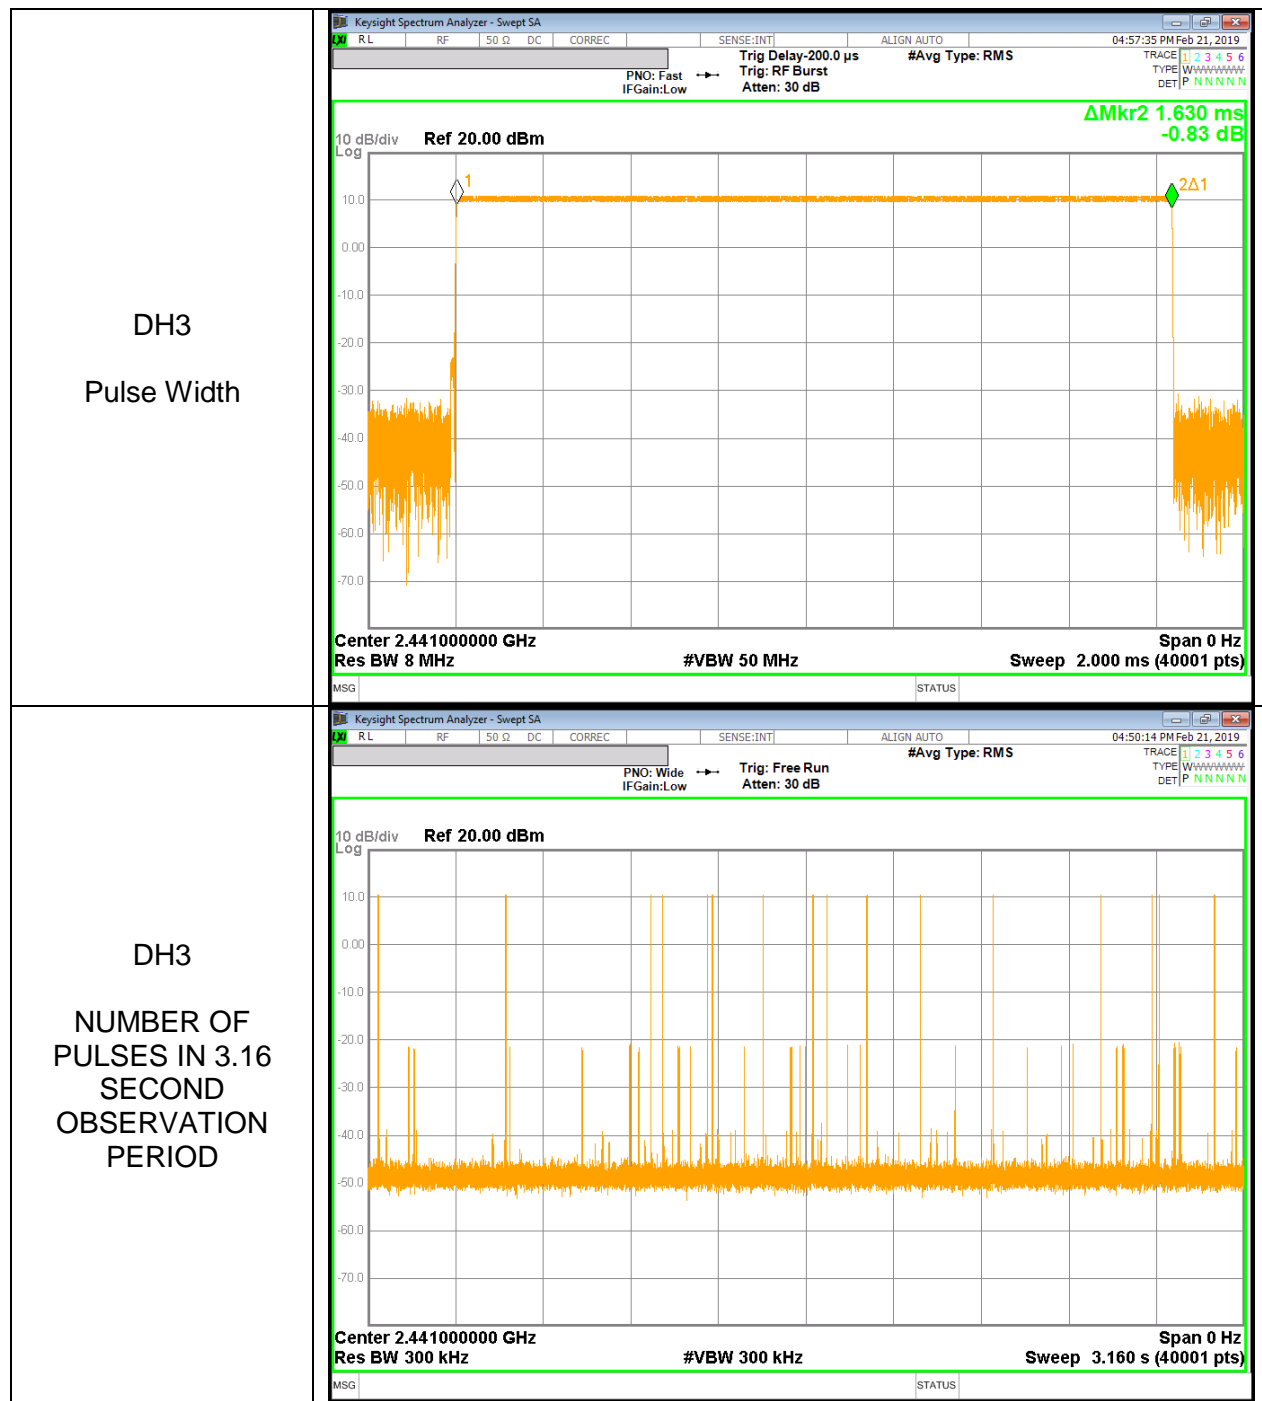 DH3
Pulse Width
Keysight Spectrum Analyzer - Swept SA
LXI RL RF 50 Ω DC CORREC SENSE:INT ALIGN AUTO 04:57:35 PM Feb 21, 2019
Trig Delay-200.0 µs #Avg Type: RMS TRACE 1 2 3 4 5 6
PNO: Fast Trig: RF Burst TYPE WWWWWW
IFGain:Low Atten: 30 dB DET P N N N N N
ΔMkr2 1.630 ms
-0.83 dB
10 dB/div Ref 20.00 dBm
Log
1
2Δ1
10.0
0.00
-10.0
-20.0
-30.0
-40.0
-50.0
-60.0
-70.0
Center 2.441000000 GHz Span 0 Hz
Res BW 8 MHz #VBW 50 MHz Sweep 2.000 ms (40001 pts)
MSG STATUS
DH3
NUMBER OF
PULSES IN 3.16
SECOND
OBSERVATION
PERIOD
Keysight Spectrum Analyzer - Swept SA
LXI RL RF 50 Ω DC CORREC SENSE:INT ALIGN AUTO 04:50:14 PM Feb 21, 2019
#Avg Type: RMS TRACE 1 2 3 4 5 6
PNO: Wide Trig: Free Run TYPE WWWWWW
IFGain:Low Atten: 30 dB DET P N N N N N
10 dB/div Ref 20.00 dBm
Log
10.0
0.00
-10.0
-20.0
-30.0
-40.0
-50.0
-60.0
-70.0
Center 2.441000000 GHz Span 0 Hz
Res BW 300 kHz #VBW 300 kHz Sweep 3.160 s (40001 pts)
MSG STATUS